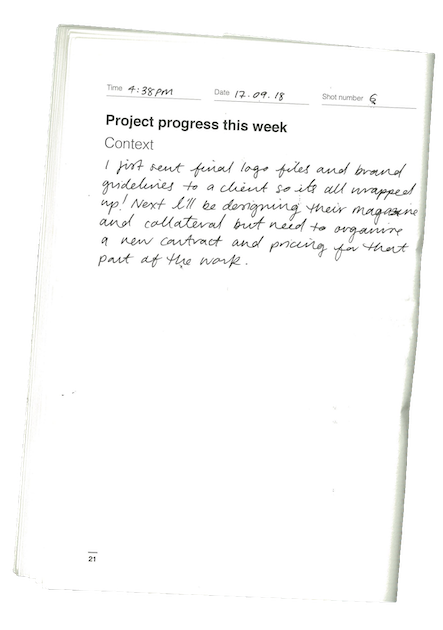 Time 4:38pm Date 17.09.18 Shot number 6
Project progress this week
Context
I just sent final logo files and brand
guidelines to a client so its all wrapped
up! Next I'll be designing their magazine
and collateral but need to organise
a new contract and pricing for that
part of the work.
21